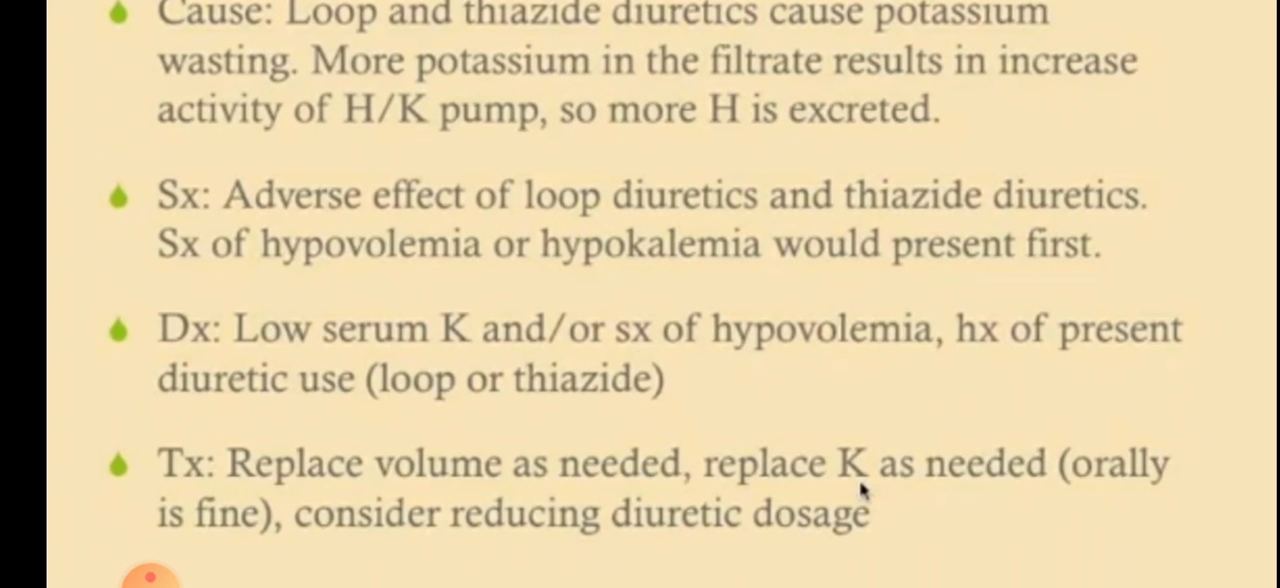 Cause: Loop and thiazide diuretics cause potassium
wasting. More potassium in the filtrate results in increase
activity of H/K pump, so more H is excreted.
Sx: Adverse effect of loop diuretics and thiazide diuretics.
Sx of hypovolemia or hypokalemia would present first.
Dx: Low serum K and/or sx of hypovolemia, hx of present
diuretic use (loop or thiazide)
Tx: Replace volume as needed, replace K as needed (orally
is fine), consider reducing diuretic dosage